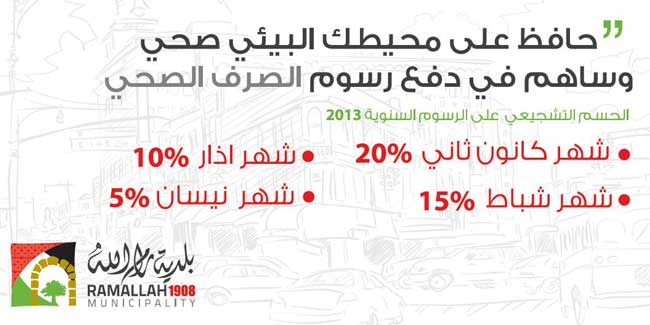 ”حافظ على محيطك البيئي صحي
وساهم في دفع رسوم الصرف الصحي
الحسم التشجيعي على الرسوم السنوية 2013
• شهر كانون ثاني 20%
• شهر اذار 10%
• شهر شباط 15%
• شهر نيسان 5%
بلدية رام الله
RAMALLAH 1908
MUNICIPALITY